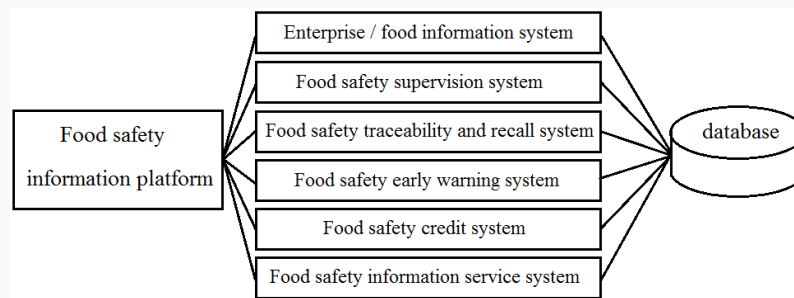 Food safety
information platform
Enterprise / food information system
Food safety supervision system
Food safety traceability and recall system
Food safety early warning system
Food safety credit system
Food safety information service system
database